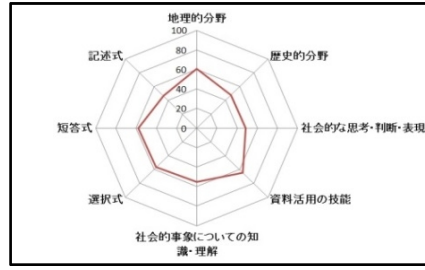 地理的分野
100
80
60
40
20
0
歴史的分野
社会的な思考・判断・表現
資料活用の技能
社会的事象についての知
識・理解
選択式
短答式
記述式